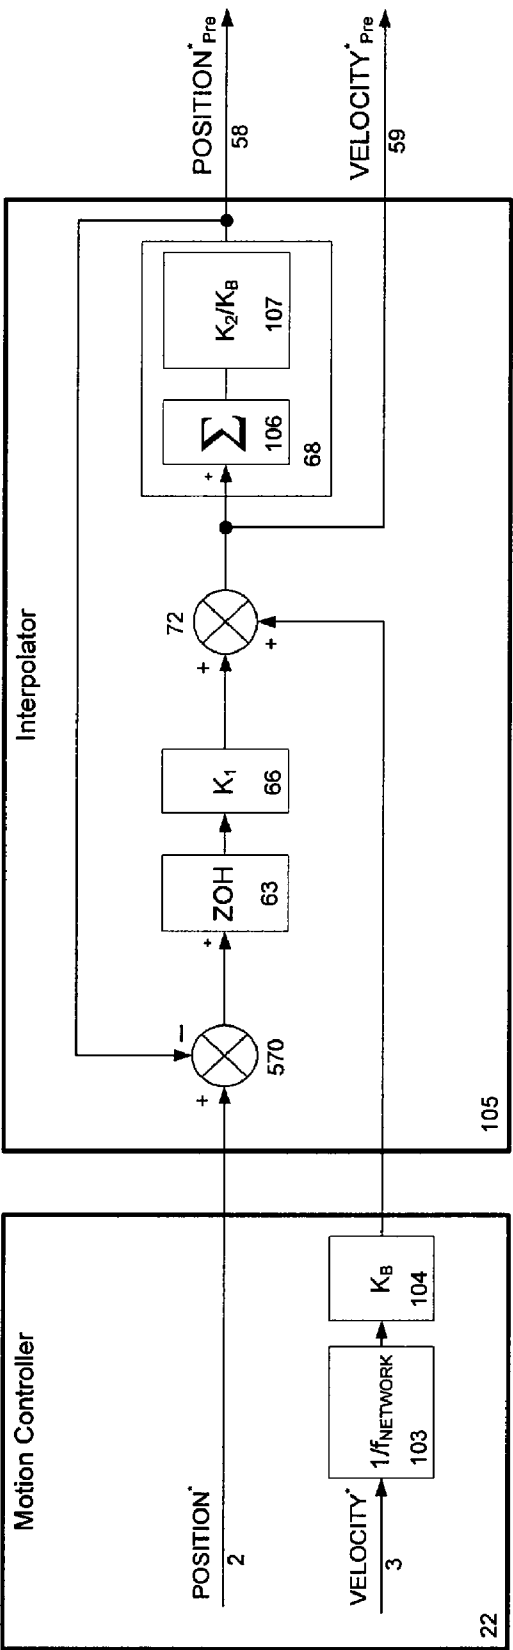 Motion Controller
POSITION*
2
VELOCITY*
3
1/fNETWORK
103
KB
104
22
Interpolator
+
−
570
+
ZOH
63
K1
66
+
72
+
+
Σ
106
K2/KB
107
68
105
POSITION*Pre
58
VELOCITY*Pre
59